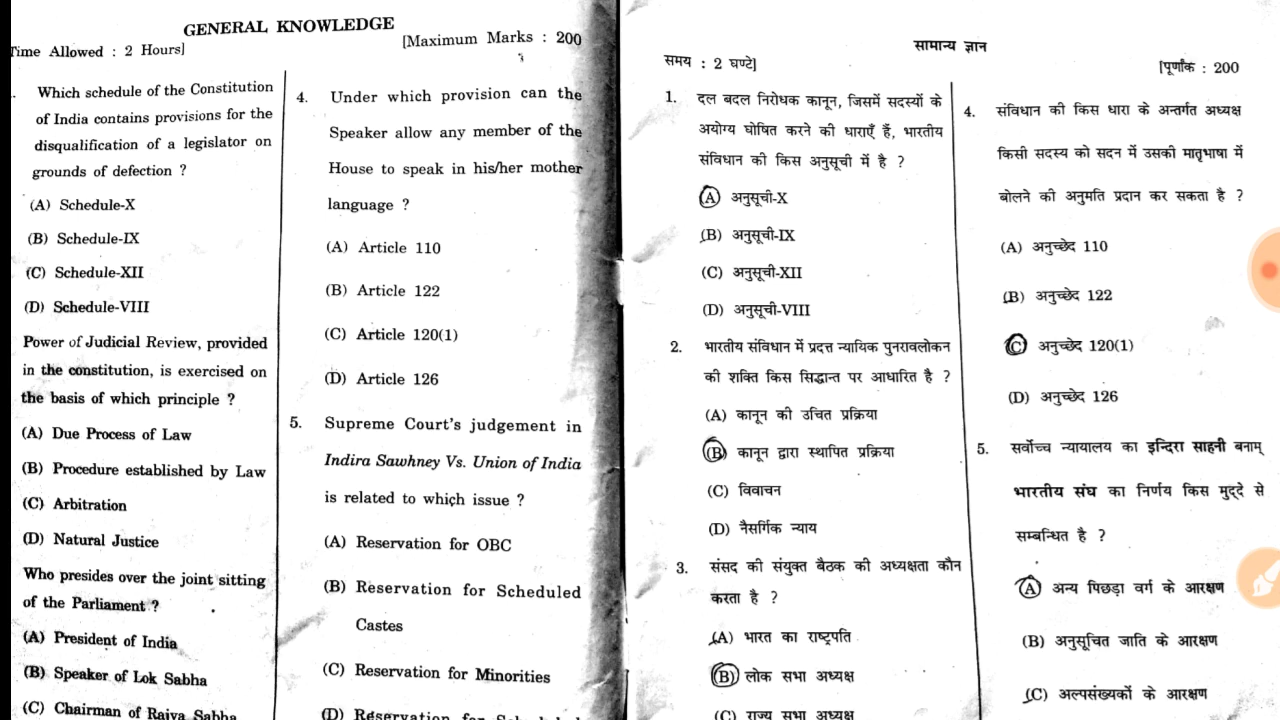 GENERAL KNOWLEDGE
Time Allowed : 2 Hours]
[Maximum Marks : 200
Which schedule of the Constitution
of India contains provisions for the
disqualification of a legislator on
grounds of defection ?
(A) Schedule-X
(B) Schedule-IX
(C) Schedule-XII
(D) Schedule-VIII
Power of Judicial Review, provided
in the constitution, is exercised on
the basis of which principle ?
(A) Due Process of Law
(B) Procedure established by Law
(C) Arbitration
(D) Natural Justice
Who presides over the joint sitting
of the Parliament ?
(A) President of India
(B) Speaker of Lok Sabha
(C) Chairman of Rajya Sabha
4. Under which provision can the
Speaker allow any member of the
House to speak in his/her mother
language ?
(A) Article 110
(B) Article 122
(C) Article 120(1)
(D) Article 126
5. Supreme Court's judgement in
Indira Sawhney Vs. Union of India
is related to which issue ?
(A) Reservation for OBC
(B) Reservation for Scheduled
Castes
(C) Reservation for Minorities
(D) Reservation for Scheduled
सामान्य ज्ञान
समय : 2 घण्टे]
[पूर्णांक : 200
1. दल बदल निरोधक कानून, जिसमें सदस्यों के
अयोग्य घोषित करने की धाराएँ हैं, भारतीय
संविधान की किस अनुसूची में है ?
(A) अनुसूची-X
(B) अनुसूची-IX
(C) अनुसूची-XII
(D) अनुसूची-VIII
2. भारतीय संविधान में प्रदत्त न्यायिक पुनरावलोकन
की शक्ति किस सिद्धान्त पर आधारित है ?
(A) कानून की उचित प्रक्रिया
(B) कानून द्वारा स्थापित प्रक्रिया
(C) विवाचन
(D) नैसर्गिक न्याय
3. संसद की संयुक्त बैठक की अध्यक्षता कौन
करता है ?
(A) भारत का राष्ट्रपति
(B) लोक सभा अध्यक्ष
(C) राज्य सभा अध्यक्ष
4. संविधान की किस धारा के अन्तर्गत अध्यक्ष
किसी सदस्य को सदन में उसकी मातृभाषा में
बोलने की अनुमति प्रदान कर सकता है ?
(A) अनुच्छेद 110
(B) अनुच्छेद 122
(C) अनुच्छेद 120(1)
(D) अनुच्छेद 126
5. सर्वोच्च न्यायालय का इन्दिरा साहनी बनाम्
भारतीय संघ का निर्णय किस मुद्दे से
सम्बन्धित है ?
(A) अन्य पिछड़ा वर्ग के आरक्षण
(B) अनुसूचित जाति के आरक्षण
(C) अल्पसंख्यकों के आरक्षण